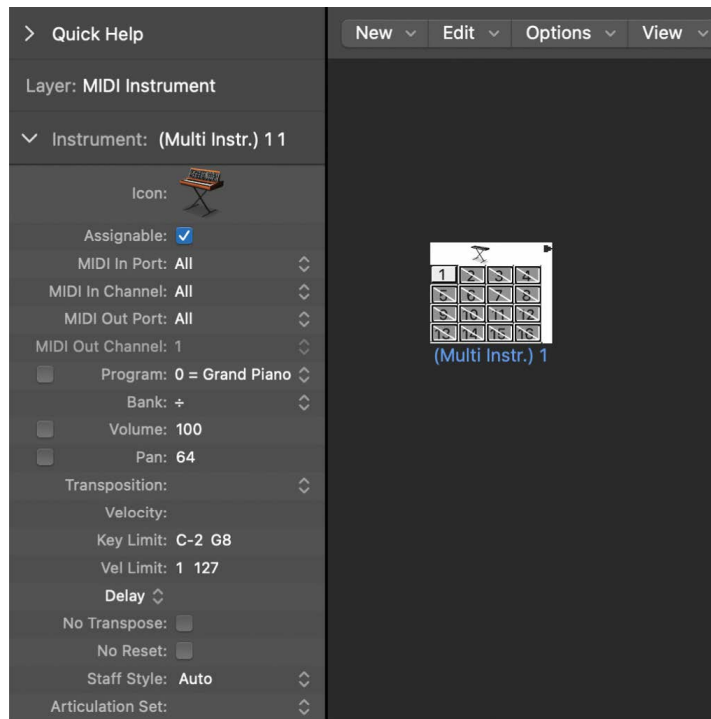 Quick Help
New Edit Options View
Layer: MIDI Instrument
Instrument: (Multi Instr.) 1 1
Icon:
Assignable:
MIDI In Port: All
MIDI In Channel: All
MIDI Out Port: All
MIDI Out Channel: 1
Program: 0 = Grand Piano
Bank: ÷
Volume: 100
Pan: 64
Transposition:
Velocity:
Key Limit: C-2 G8
Vel Limit: 1 127
Delay
No Transpose:
No Reset:
Staff Style: Auto
Articulation Set:
1 2 3 4
5 6 7 8
9 10 11 12
13 14 15 16
(Multi Instr.) 1